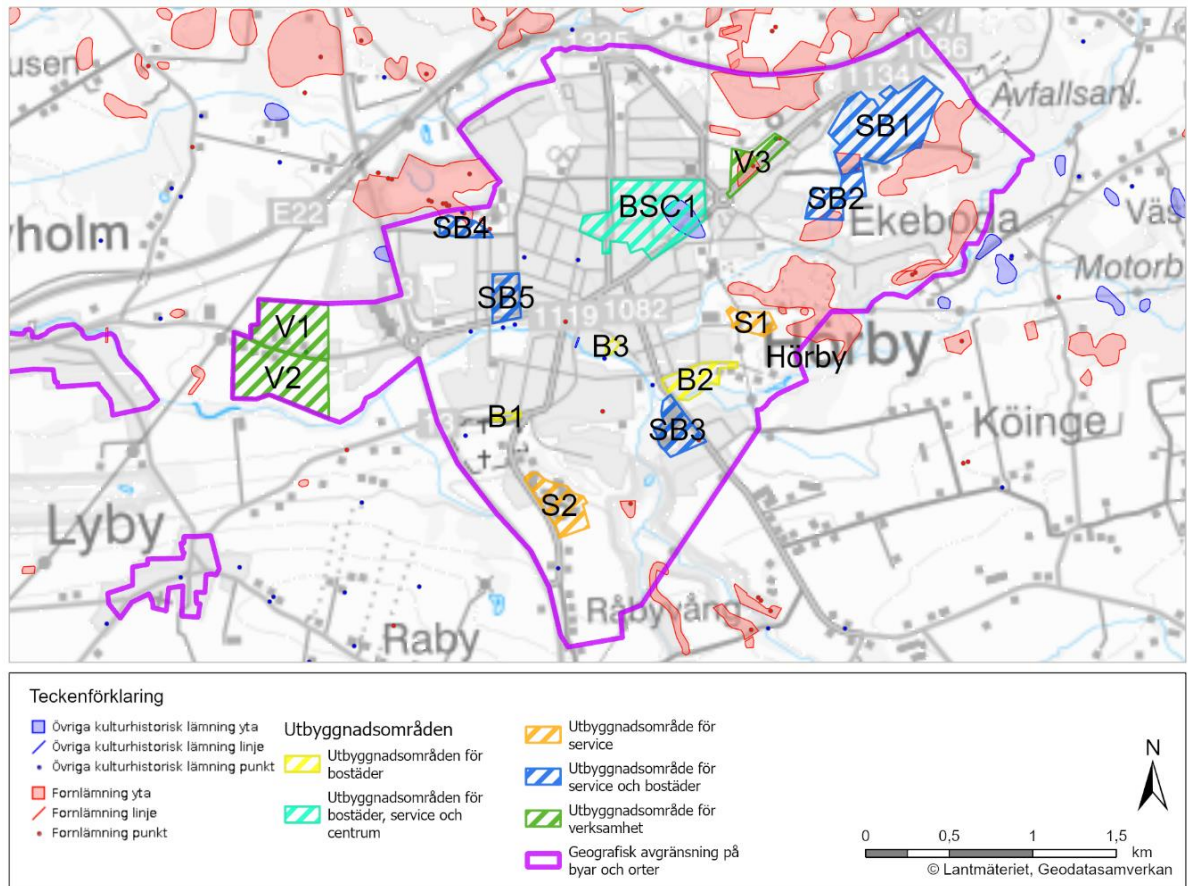 1325
1086
usen
1134
Avfallsanl.
SB1
V3
E22
BSC1
SB2
Ekeboda
Väs
yholm
SB4
Motorb
SB5
1119
1082
V1
S1
B3
Hörby
Hörby
V2
B2
Köinge
B1
SB3
S2
Lyby
Råbyvång
Raby
Teckenförklaring
Övriga kulturhistorisk lämning yta
Övriga kulturhistorisk lämning linje
Övriga kulturhistorisk lämning punkt
Fornlämning yta
Fornlämning linje
Fornlämning punkt
Utbyggnadsområden
Utbyggnadsområden för
bostäder
Utbyggnadsområden för
bostäder, service och
centrum
Utbyggnadsområde för
service
Utbyggnadsområde för
service och bostäder
Utbyggnadsområde för
verksamhet
Geografisk avgränsning på
byar och orter
N
0 0,5 1 1,5
km
© Lantmäteriet, Geodatasamverkan